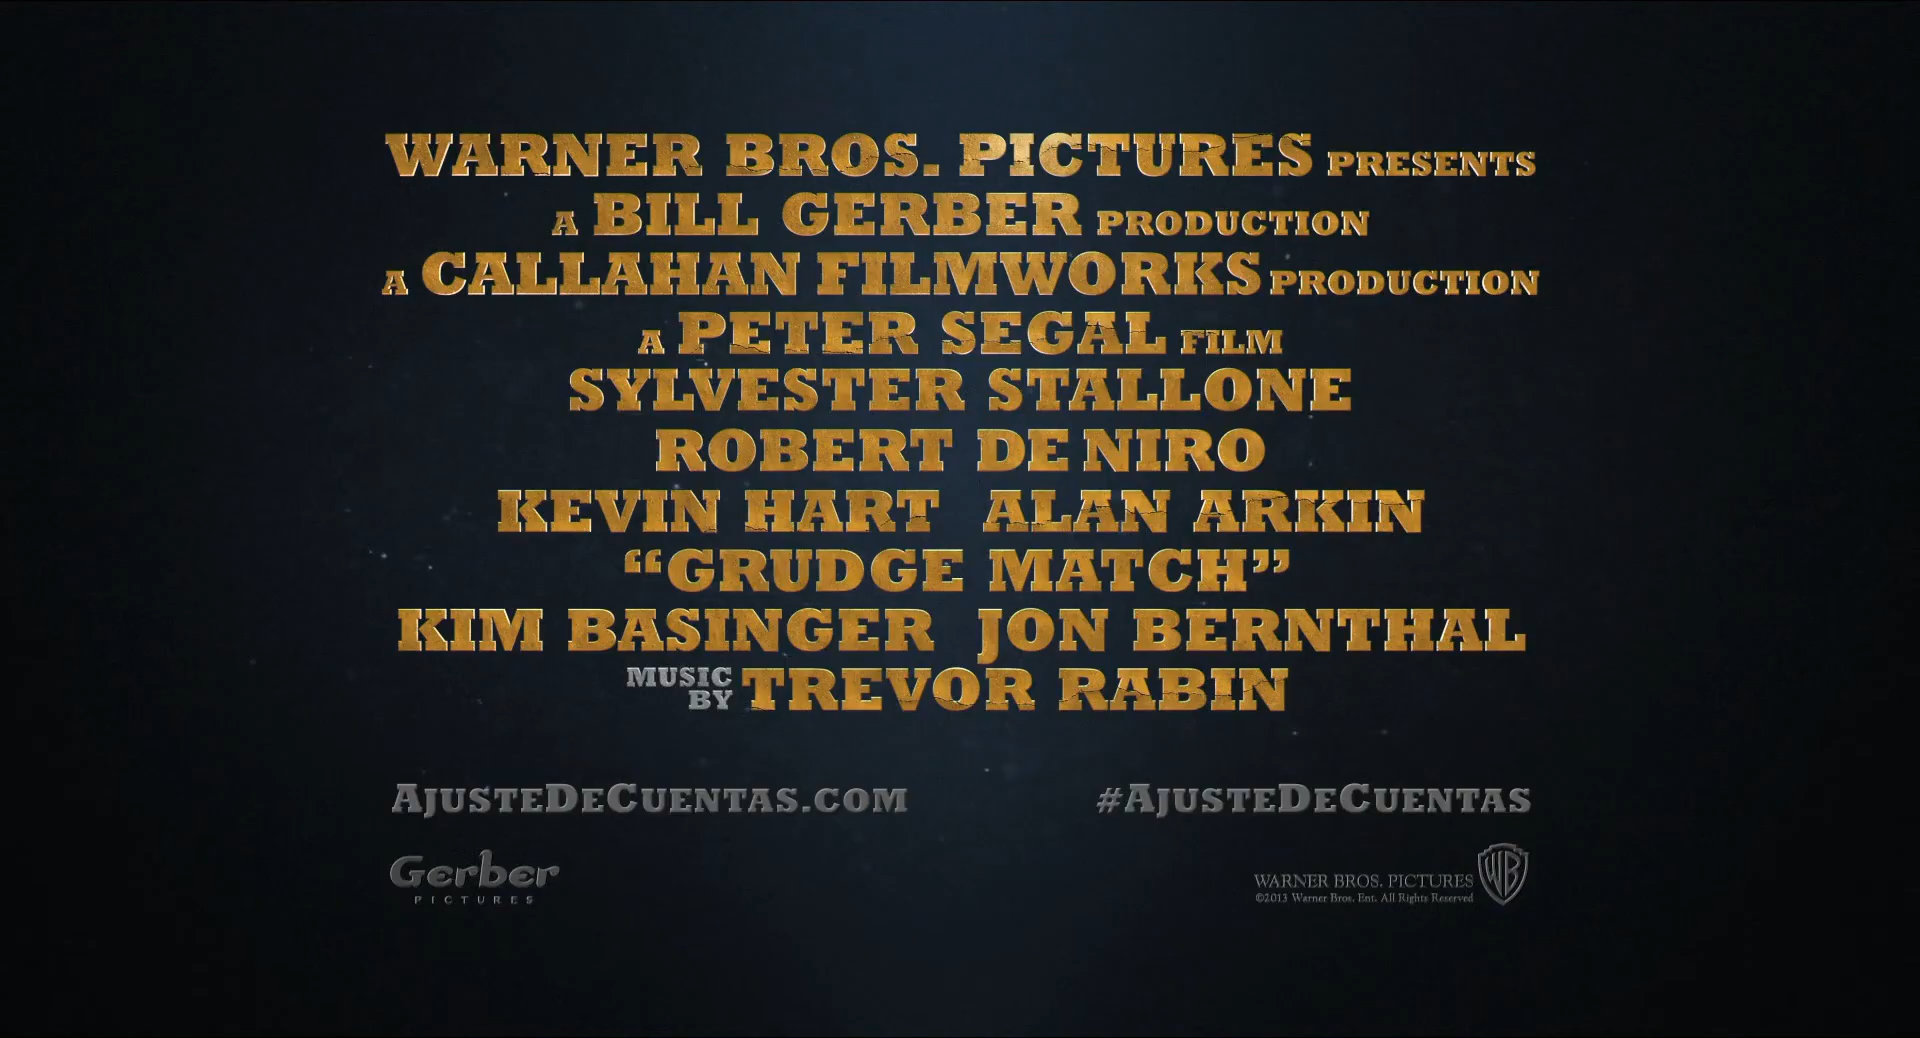 WARNER BROS. PICTURES PRESENTS
A BILL GERBER PRODUCTION
A CALLAHAN FILMWORKS PRODUCTION
A PETER SEGAL FILM
SYLVESTER STALLONE
ROBERT DE NIRO
KEVIN HART ALAN ARKIN
“GRUDGE MATCH”
KIM BASINGER JON BERNTHAL
MUSIC BY TREVOR RABIN
AJUSTEDECUENTAS.COM #AJUSTEDECUENTAS
Gerber
PICTURES
WARNER BROS. PICTURES WB
©2013 Warner Bros. Ent. All Rights Reserved